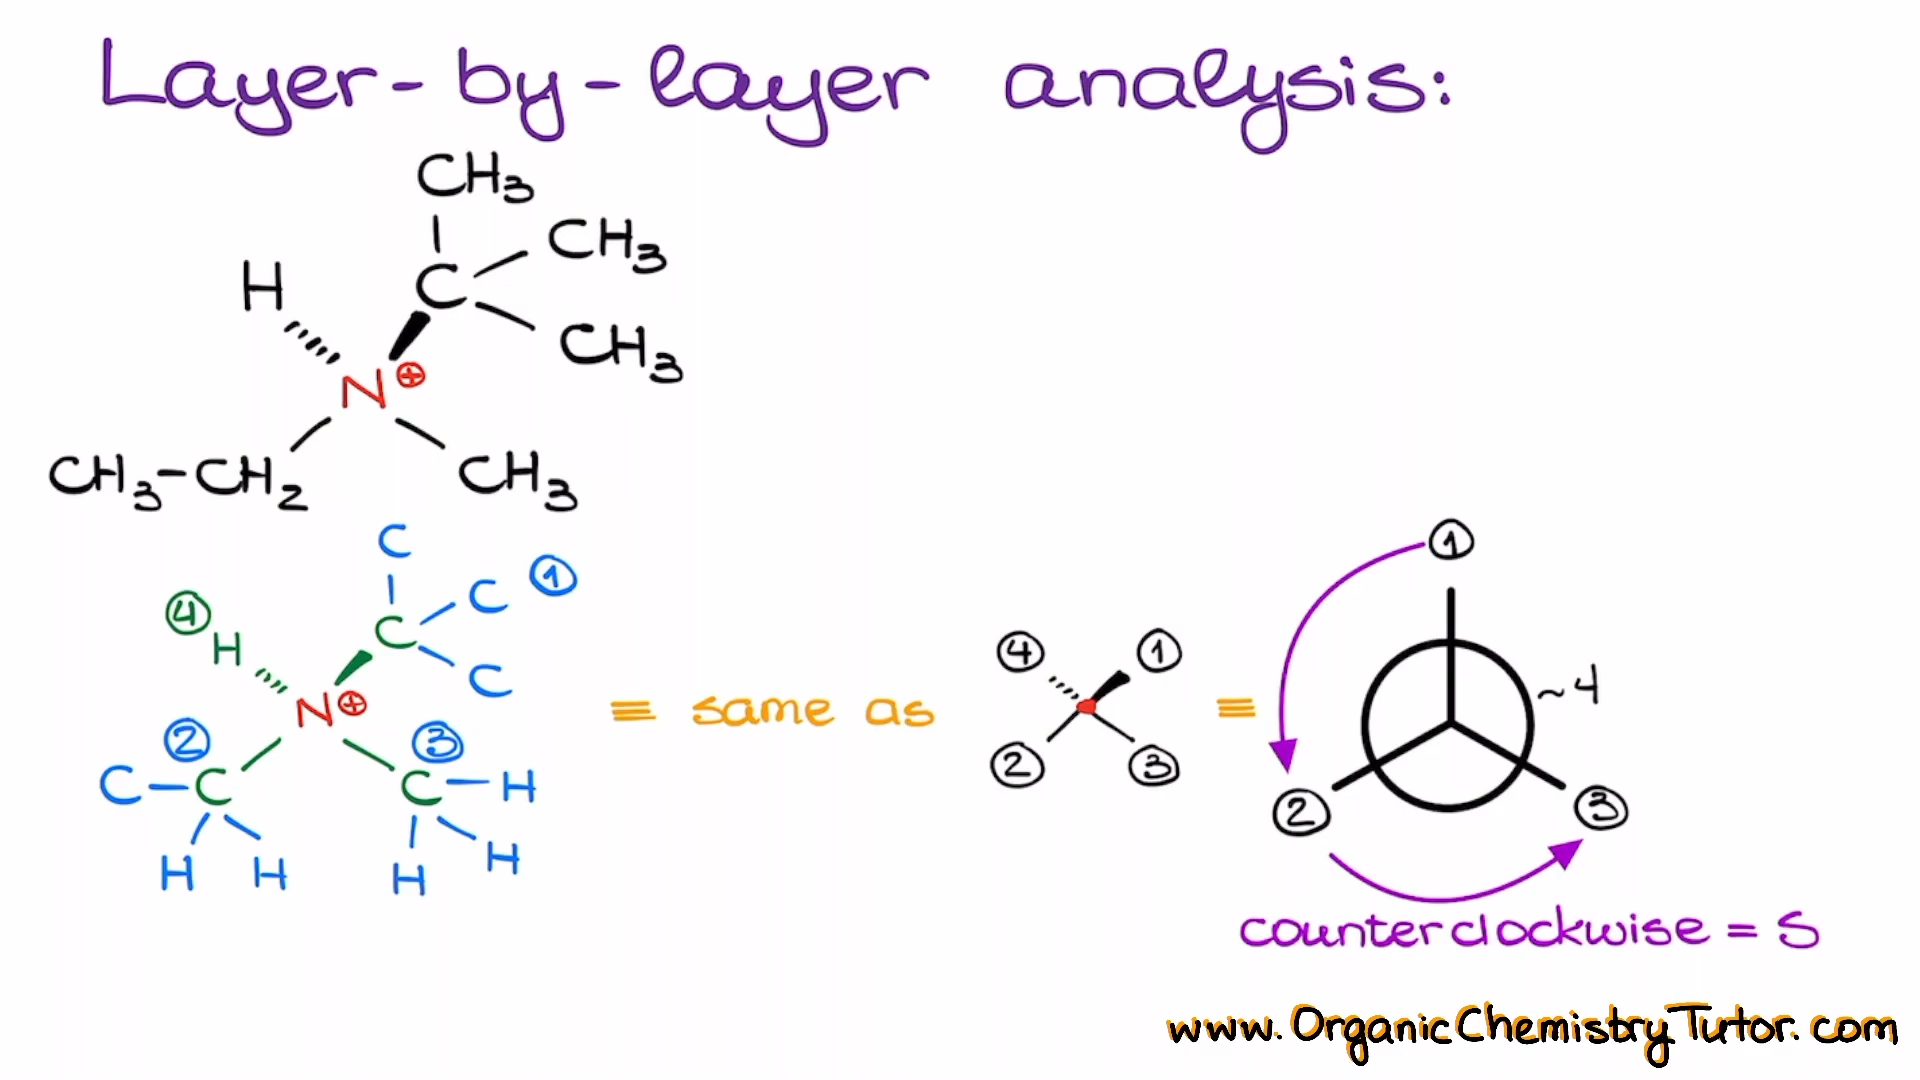 Layer-by-layer analysis:
CH3
CH3
H
C
CH3
N⊕
CH3-CH2
CH3
C
①
C
④
H
C
C
N⊕
②
③
C-C
C-H
H
H
H
H
≡ same as
④
①
②
③
≡
①
~4
②
③
counterclockwise = S
www.OrganicChemistryTutor.com